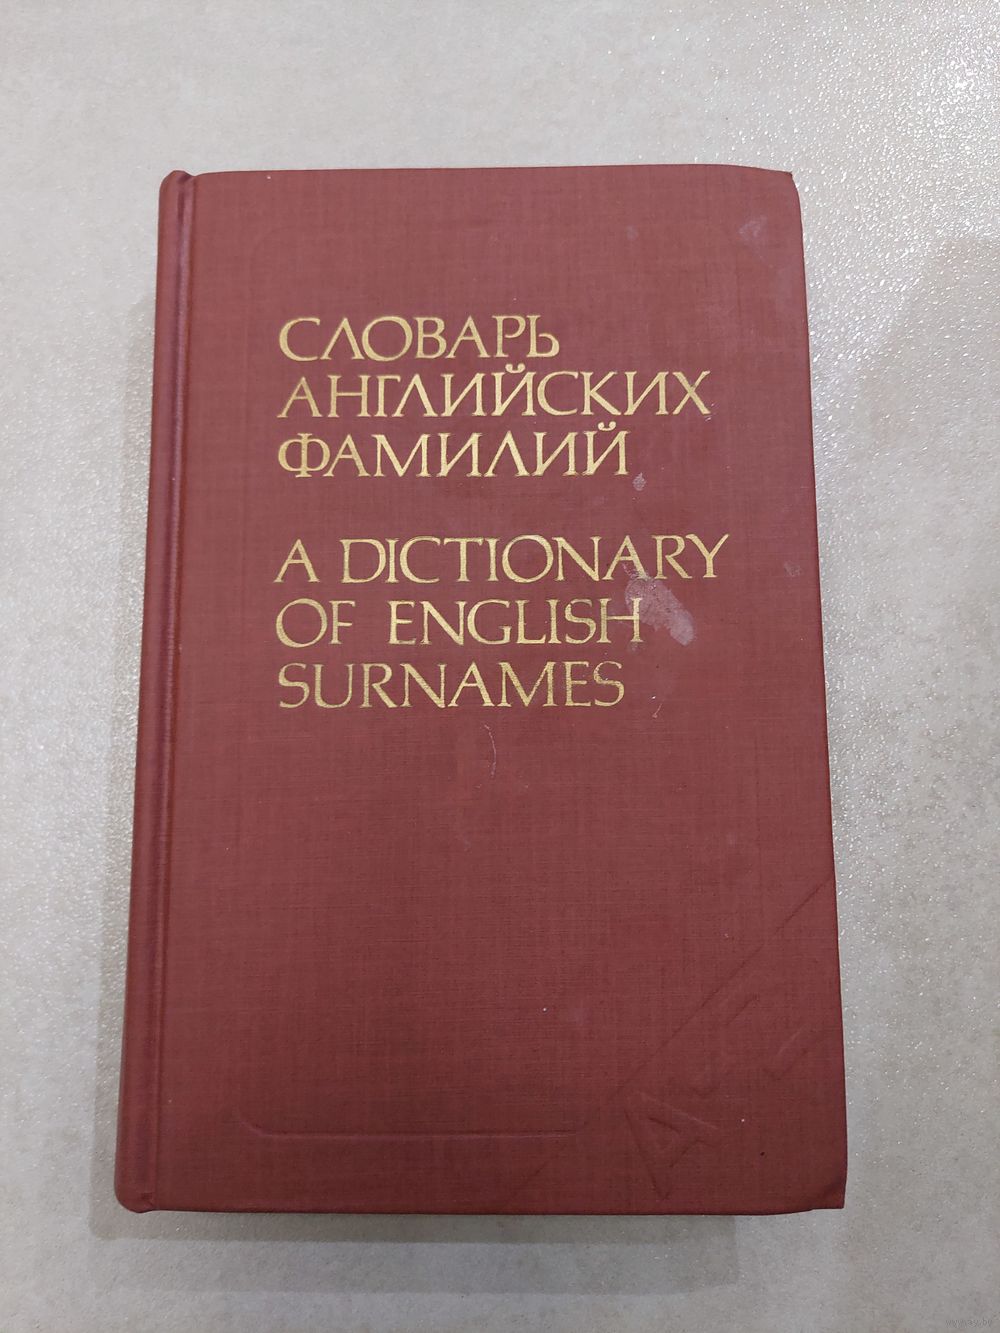 СЛОВАРЬ
АНГЛИЙСКИХ
ФАМИЛИЙ
A DICTIONARY
OF ENGLISH
SURNAMES